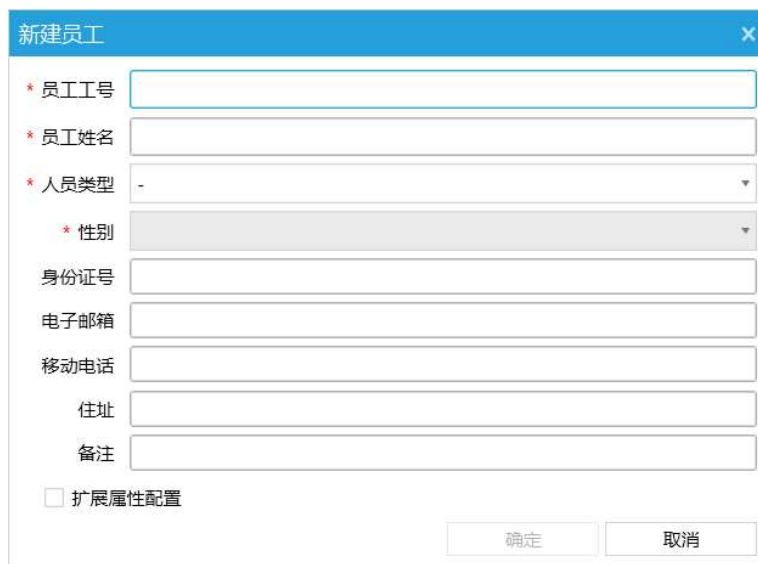 新建员工 ×
* 员工工号
* 员工姓名
* 人员类型 -
* 性别
身份证号
电子邮箱
移动电话
住址
备注
扩展属性配置
确定 取消